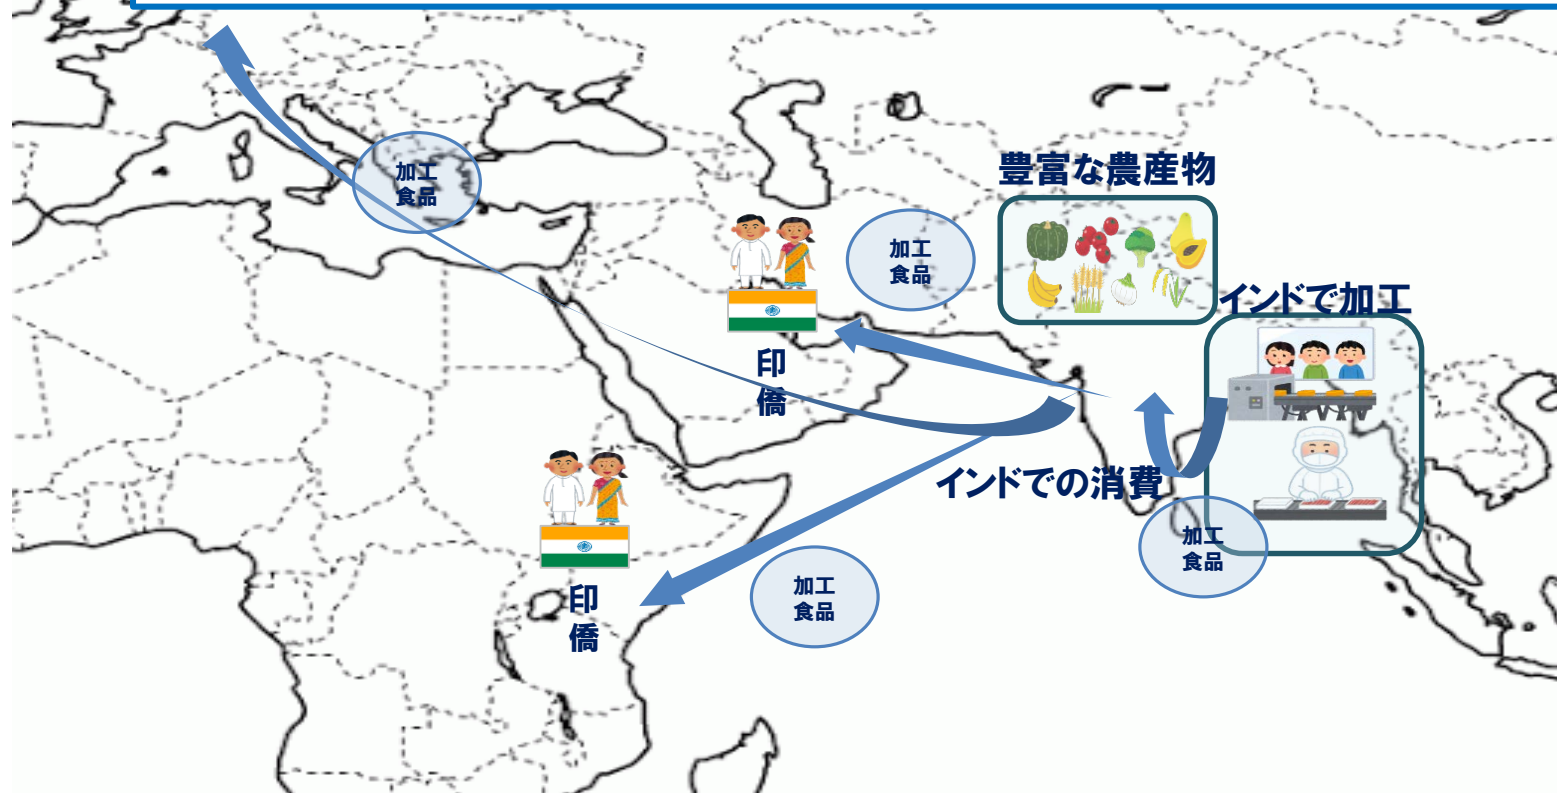 豊富な農産物
加工
食品
加工
食品
インドで加工
印
僑
インドでの消費
加工
食品
加工
食品
印
僑